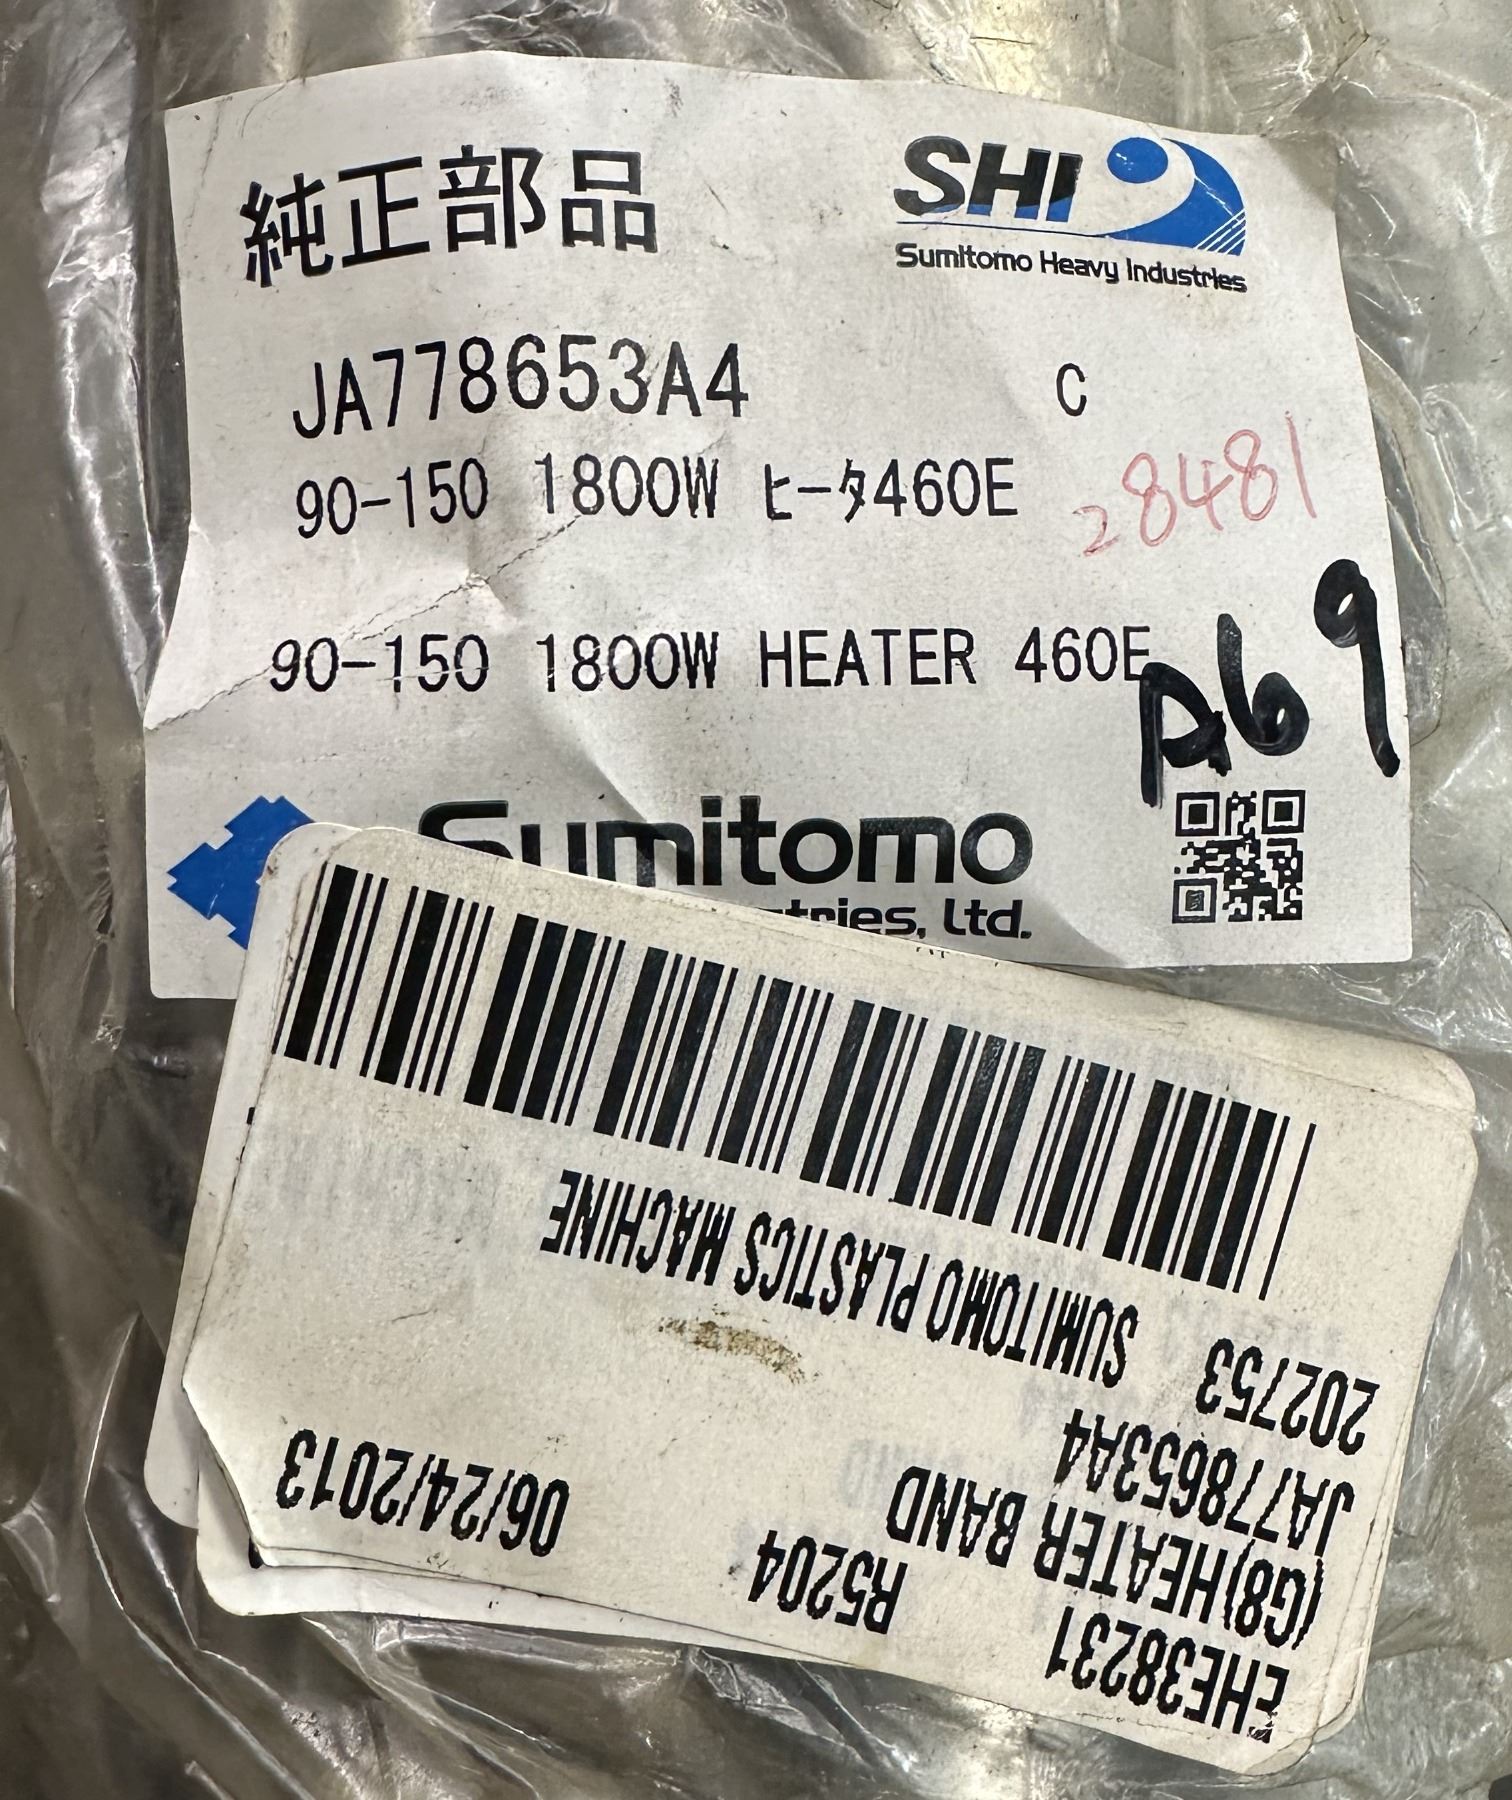 純正部品
SHI
Sumitomo Heavy Industries
JA778653A4 C
90-150 1800W ヒータ460E
28481
90-150 1800W HEATER 460E
A69
Sumitomo
Ltd.
EHE38231 R5204 06/24/2013
(G8)HEATER BAND
JA778653A4
202753 SUMITOMO PLASTICS MACHINE